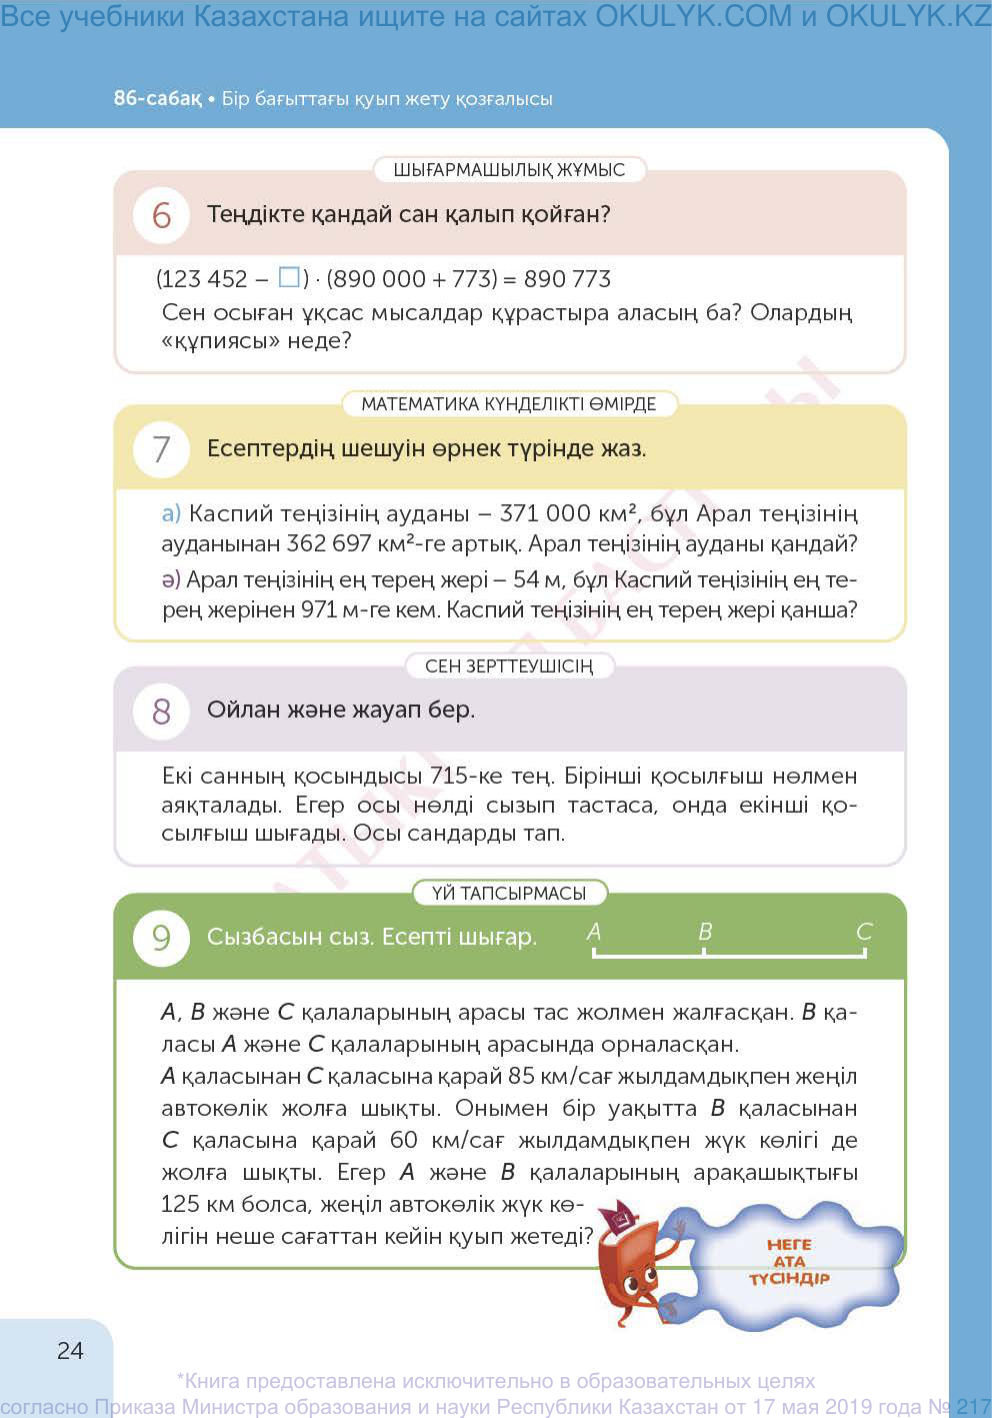 Все учебники Казахстана ищите на сайтах OKULYK.COM и OKULYK.KZ
86-сабақ • Бір бағыттағы қуып жету қозғалысы
ШЫҒАРМАШЫЛЫҚ ЖҰМЫС
6 Теңдікте қандай сан қалып қойған?
(123 452 – □) · (890 000 + 773) = 890 773
Сен осыған ұқсас мысалдар құрастыра аласың ба? Олардың
«құпиясы» неде?
МАТЕМАТИКА КҮНДЕЛІКТІ ӨМІРДЕ
7 Есептердің шешуін өрнек түрінде жаз.
а) Каспий теңізінің ауданы – 371 000 км², бұл Арал теңізінің
ауданынан 362 697 км²-ге артық. Арал теңізінің ауданы қандай?
ә) Арал теңізінің ең терең жері – 54 м, бұл Каспий теңізінің ең те-
рең жерінен 971 м-ге кем. Каспий теңізінің ең терең жері қанша?
СЕН ЗЕРТТЕУШІСІҢ
8 Ойлан және жауап бер.
Екі санның қосындысы 715-ке тең. Бірінші қосылғыш нөлмен
аяқталады. Егер осы нөлді сызып тастаса, онда екінші қо-
сылғыш шығады. Осы сандарды тап.
ҮЙ ТАПСЫРМАСЫ
9 Сызбасын сыз. Есепті шығар. A B C
A, B және C қалаларының арасы тас жолмен жалғасқан. B қа-
ласы A және C қалаларының арасында орналасқан.
A қаласынан C қаласына қарай 85 км/сағ жылдамдықпен жеңіл
автокөлік жолға шықты. Онымен бір уақытта B қаласынан
C қаласына қарай 60 км/сағ жылдамдықпен жүк көлігі де
жолға шықты. Егер A және B қалаларының арақашықтығы
125 км болса, жеңіл автокөлік жүк кө-
лігін неше сағаттан кейін қуып жетеді?
НЕГЕ
АТА
ТҮСІНДІР
24
*Книга предоставлена исключительно в образовательных целях
согласно Приказа Министра образования и науки Республики Казахстан от 17 мая 2019 года № 217